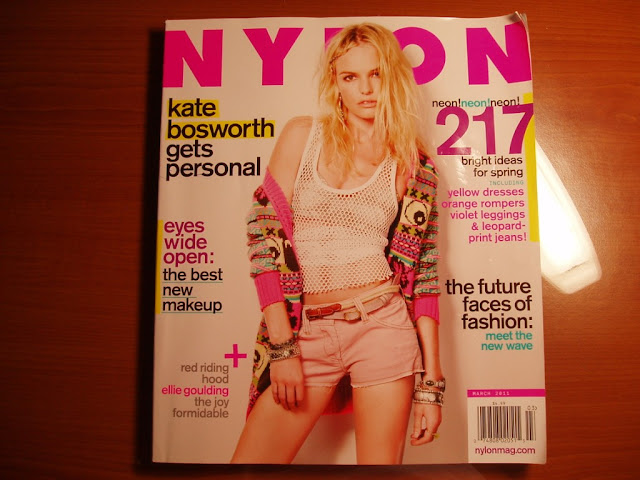 NYLON
kate
bosworth
gets
personal
neon!neon!neon!
217
bright ideas
for spring
INCLUDING
yellow dresses
orange rompers
violet leggings
& leopard-
print jeans!
eyes
wide
open:
the best
new
makeup
the future
faces of
fashion:
meet the
new wave
+
red riding
hood
ellie goulding
the joy
formidable
MARCH 2011
nylonmag.com